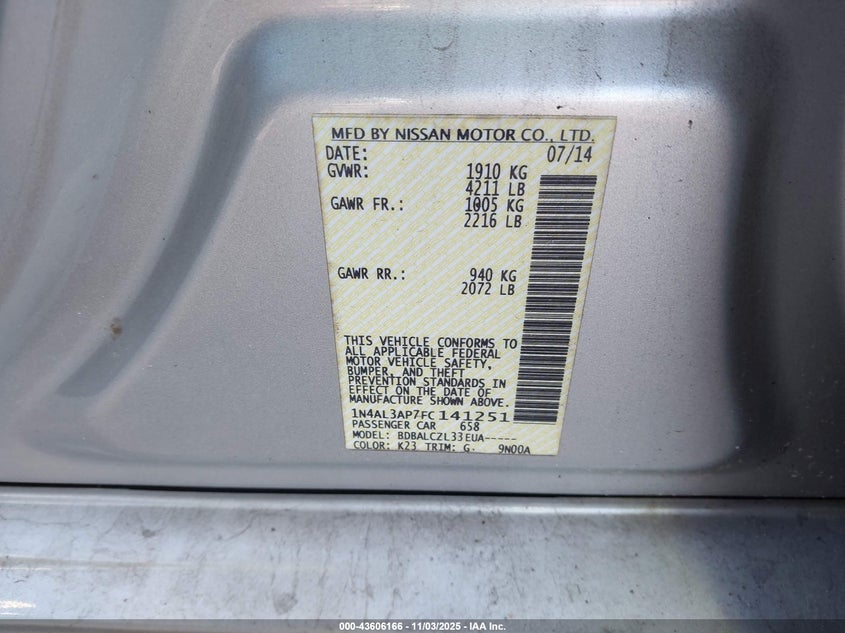 MFD BY NISSAN MOTOR CO., LTD.
DATE: 07/14
GVWR: 1910 KG
4211 LB
GAWR FR.: 1005 KG
2216 LB
GAWR RR.: 940 KG
2072 LB
THIS VEHICLE CONFORMS TO
ALL APPLICABLE FEDERAL
MOTOR VEHICLE SAFETY,
BUMPER, AND THEFT
PREVENTION STANDARDS IN
EFFECT ON THE DATE OF
MANUFACTURE SHOWN ABOVE.
1N4AL3AP7FC141251
PASSENGER CAR 658
MODEL: BDBALCZL33EUA-----
COLOR: K23 TRIM: G. 9N00A
000-43606166 - 11/03/2025 - IAA Inc.